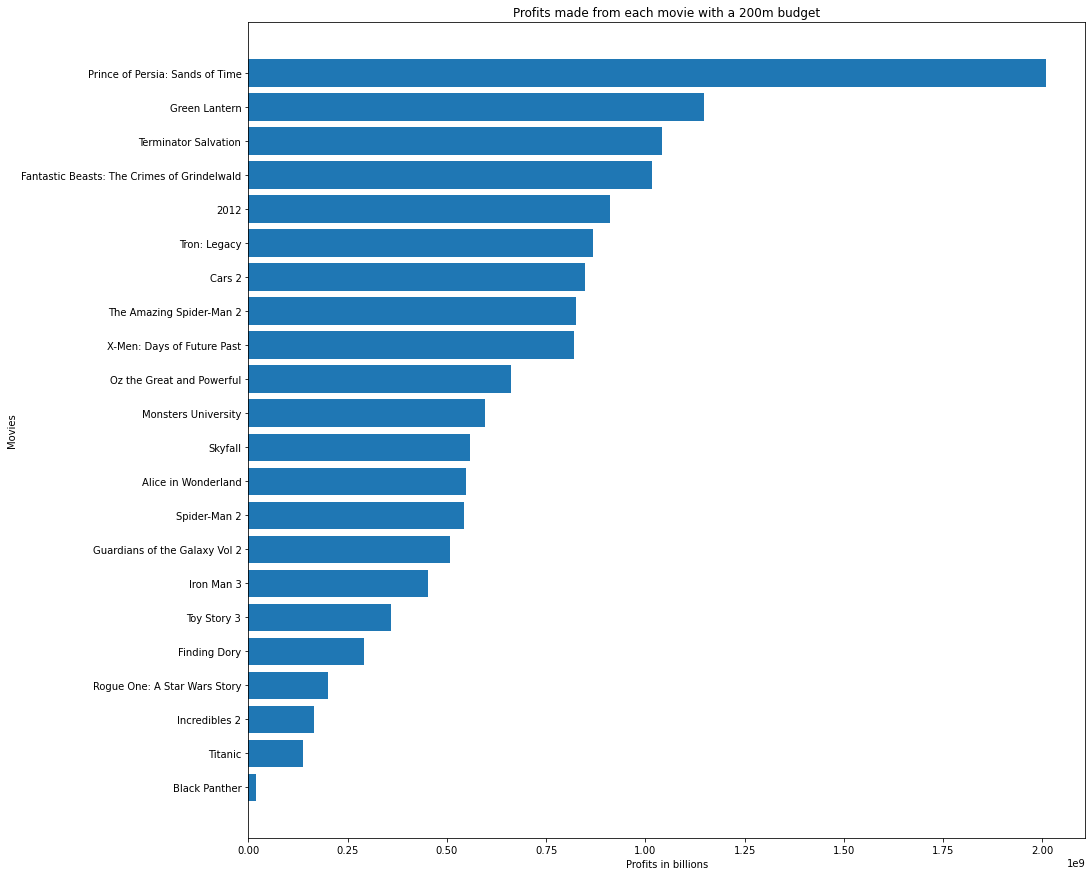 Profits made from each movie with a 200m budget
Movies
Prince of Persia: Sands of Time
Green Lantern
Terminator Salvation
Fantastic Beasts: The Crimes of Grindelwald
2012
Tron: Legacy
Cars 2
The Amazing Spider-Man 2
X-Men: Days of Future Past
Oz the Great and Powerful
Monsters University
Skyfall
Alice in Wonderland
Spider-Man 2
Guardians of the Galaxy Vol 2
Iron Man 3
Toy Story 3
Finding Dory
Rogue One: A Star Wars Story
Incredibles 2
Titanic
Black Panther
0.00 0.25 0.50 0.75 1.00 1.25 1.50 1.75 2.00
1e9
Profits in billions